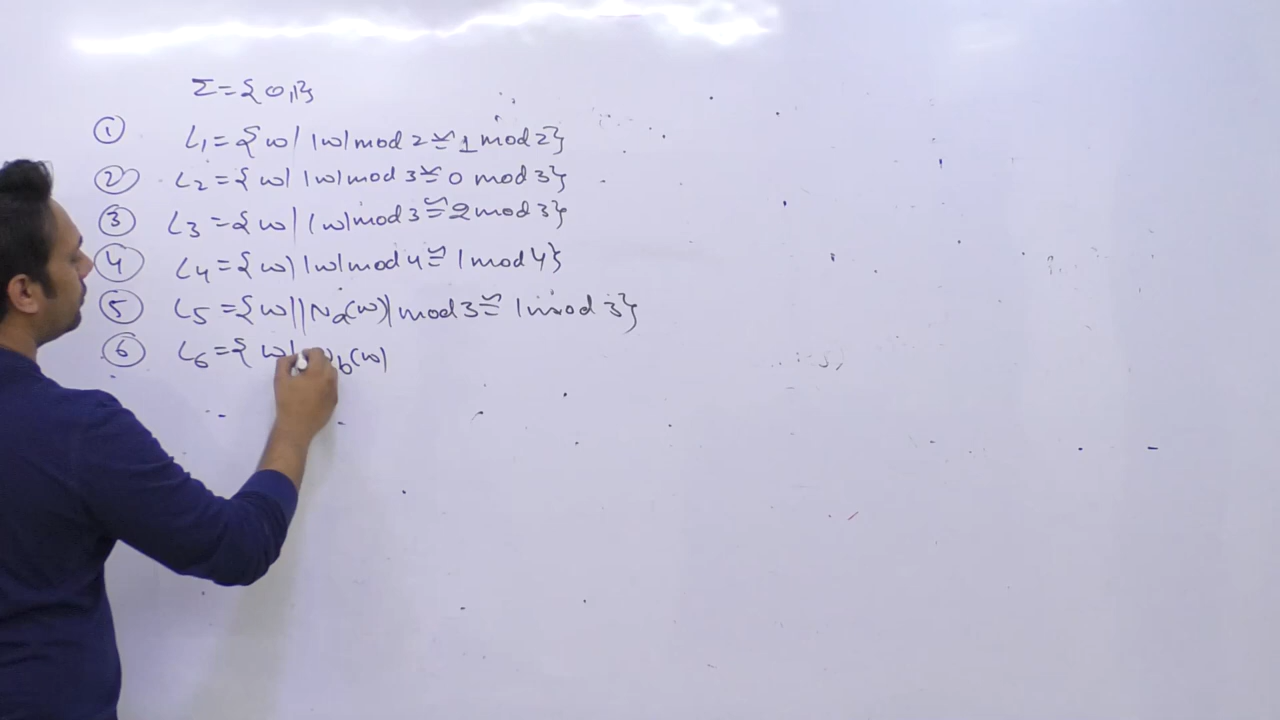 Σ={0,1}
① L₁={w| |w| mod 2 ≅ 1 mod 2}
② L₂={w| |w| mod 3 ≅ 0 mod 3}
③ L₃={w| |w| mod 3 ≅ 2 mod 3}
④ L₄={w| |w| mod 4 ≅ 1 mod 4}
⑤ L₅={w| |Nₐ(w)| mod 3 ≅ 1 mod 3}
⑥ L₆={w| b(w)